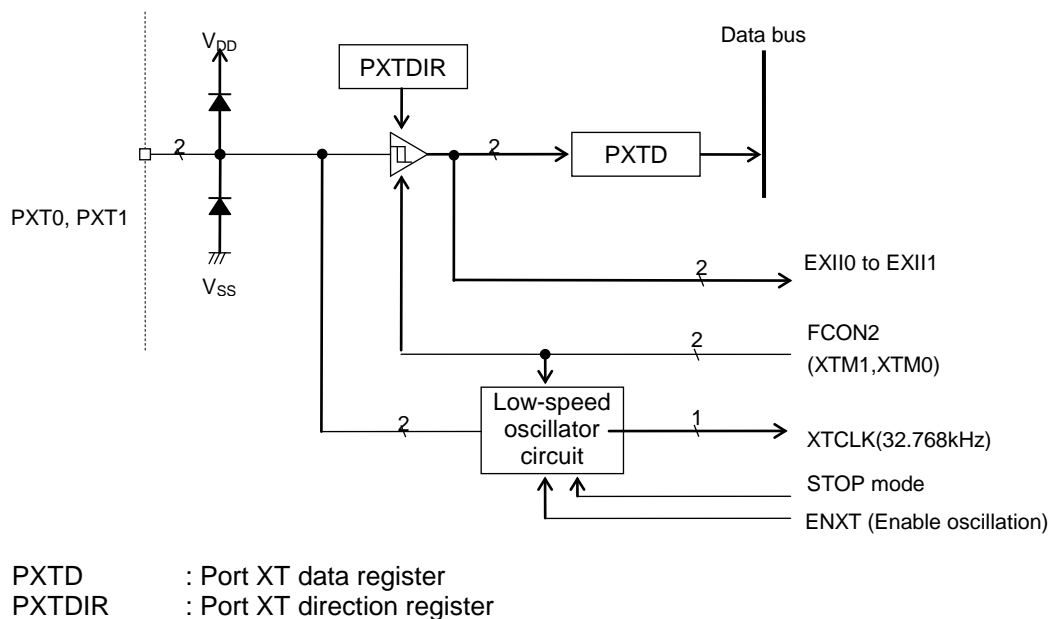 V_DD
Data bus
PXTDIR
2
2
PXTD
PXT0, PXT1
V_SS
2
EXII0 to EXII1
2
FCON2
(XTM1,XTM0)
Low-speed
oscillator
circuit
2
1
XTCLK(32.768kHz)
STOP mode
ENXT (Enable oscillation)
PXTD : Port XT data register
PXTDIR : Port XT direction register